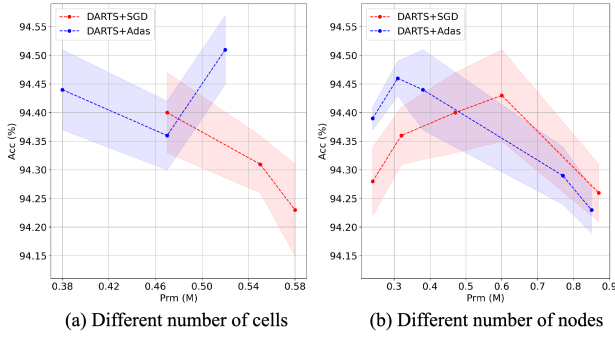 DARTS+SGD
DARTS+Adas
94.55
94.50
94.45
94.40
94.35
94.30
94.25
94.20
94.15
Acc (%)
0.38 0.42 0.46 0.50 0.54 0.58
Prm (M)
(a) Different number of cells
DARTS+SGD
DARTS+Adas
94.55
94.50
94.45
94.40
94.35
94.30
94.25
94.20
94.15
Acc (%)
0.3 0.4 0.5 0.6 0.7 0.8 0.9
Prm (M)
(b) Different number of nodes